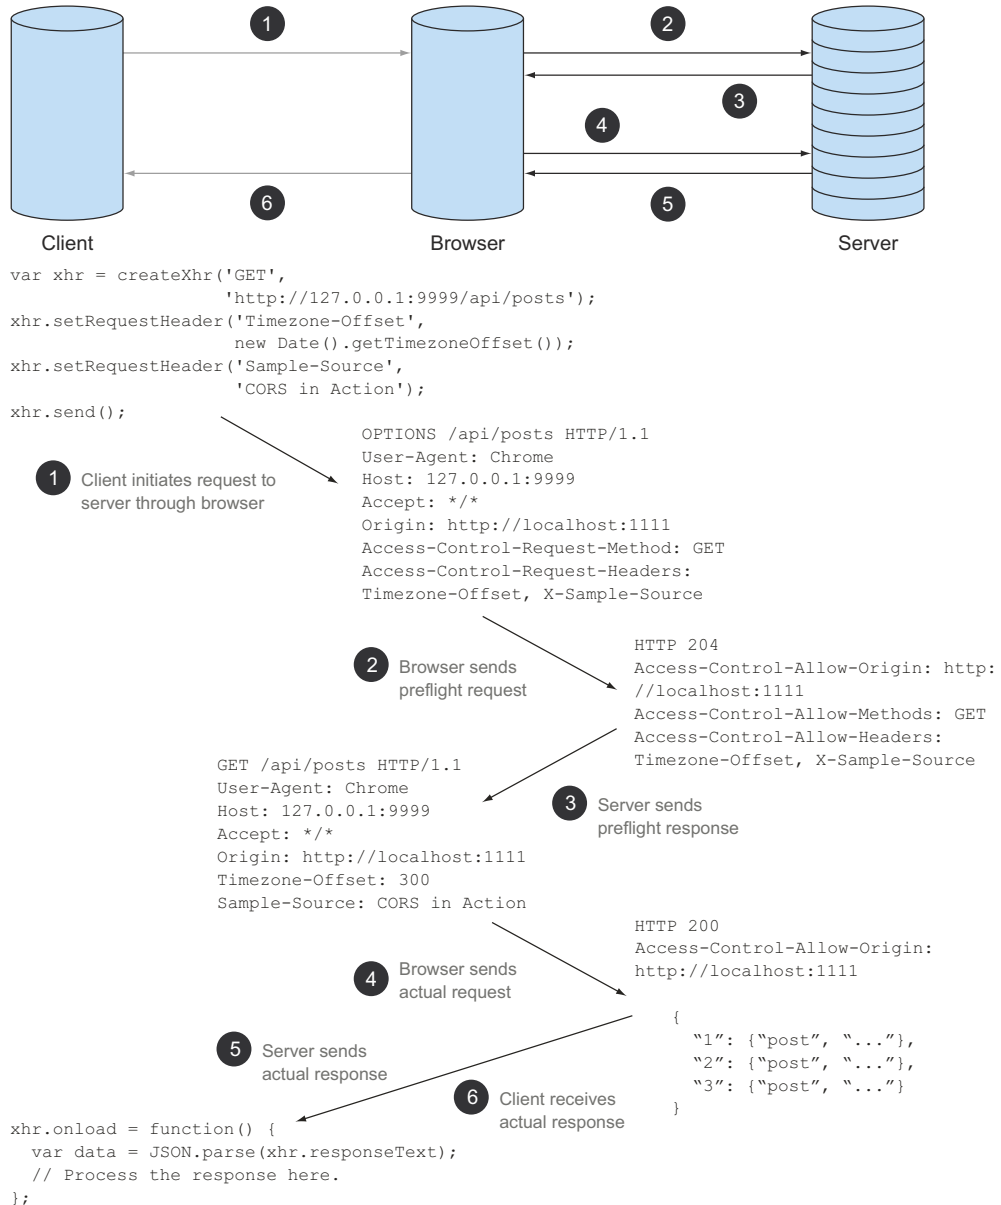 1
2
3
4
6
5
Client
Browser
Server
var xhr = createXhr('GET',
'http://127.0.0.1:9999/api/posts');
xhr.setRequestHeader('Timezone-Offset',
new Date().getTimezoneOffset());
xhr.setRequestHeader('Sample-Source',
'CORS in Action');
xhr.send();
1 Client initiates request to
server through browser
OPTIONS /api/posts HTTP/1.1
User-Agent: Chrome
Host: 127.0.0.1:9999
Accept: */*
Origin: http://localhost:1111
Access-Control-Request-Method: GET
Access-Control-Request-Headers:
Timezone-Offset, X-Sample-Source
2 Browser sends
preflight request
HTTP 204
Access-Control-Allow-Origin: http:
//localhost:1111
Access-Control-Allow-Methods: GET
Access-Control-Allow-Headers:
Timezone-Offset, X-Sample-Source
3 Server sends
preflight response
GET /api/posts HTTP/1.1
User-Agent: Chrome
Host: 127.0.0.1:9999
Accept: */*
Origin: http://localhost:1111
Timezone-Offset: 300
Sample-Source: CORS in Action
4 Browser sends
actual request
HTTP 200
Access-Control-Allow-Origin:
http://localhost:1111
{
“1”: {“post”, “...”},
“2”: {“post”, “...”},
“3”: {“post”, “...”}
}
5 Server sends
actual response
6 Client receives
actual response
xhr.onload = function() {
var data = JSON.parse(xhr.responseText);
// Process the response here.
};